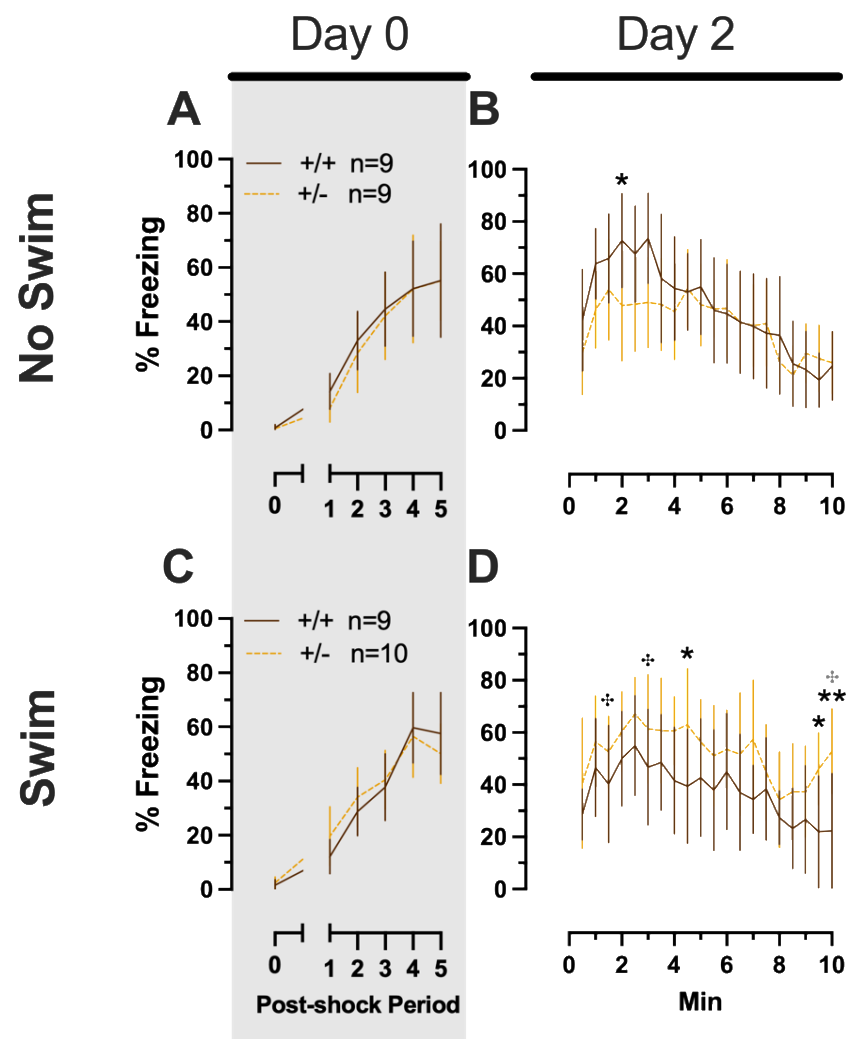 Day 0
Day 2
No Swim
A
% Freezing
100
80
60
40
20
0
+/+ n=9
+/- n=9
0
1 2 3 4 5
B
100
80
60
40
20
0
*
0 2 4 6 8 10
Swim
C
% Freezing
100
80
60
40
20
0
+/+ n=9
+/- n=10
0
1 2 3 4 5
Post-shock Period
D
100
80
60
40
20
0
✣
✣
*
*
**
✣
0 2 4 6 8 10
Min